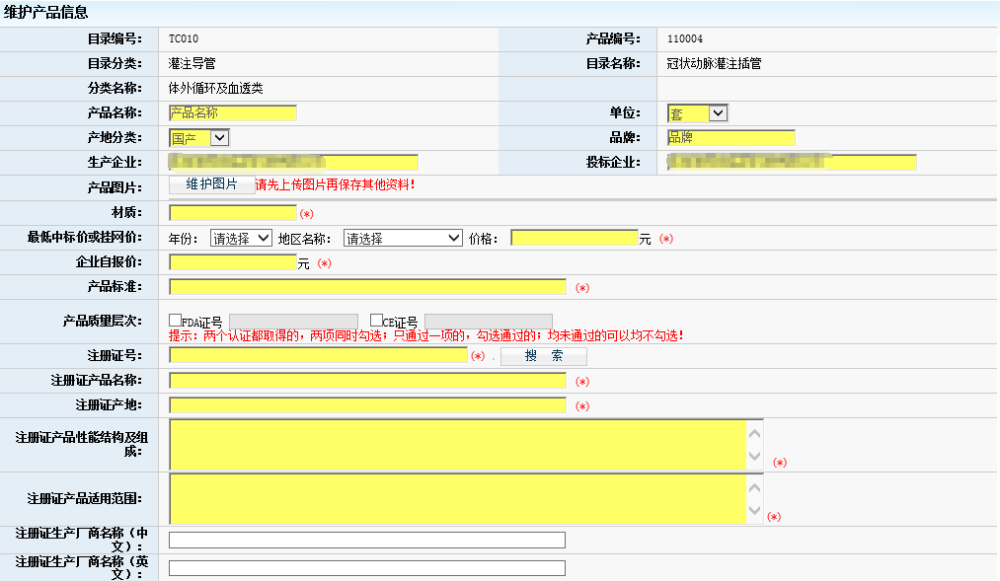 维护产品信息
目录编号： TC010 产品编号： 110004
目录分类： 灌注导管 目录名称： 冠状动脉灌注插管
分类名称： 体外循环及血透类
产品名称： 产品名称 单位： 套
产地分类： 国产 品牌： 品牌
生产企业： 投标企业：
产品图片： 维护图片 请先上传图片再保存其他资料！
材质： (*)
最低中标价或挂网价： 年份： 请选择 地区名称： 请选择 价格： 元 (*)
企业自报价： 元 (*)
产品标准： (*)
产品质量层次： FDA证号 CE证号
提示：两个认证都取得的，两项同时勾选；只通过一项的，勾选通过的；均未通过的可以均不勾选！
注册证号： (*) . 搜 索
注册证产品名称： (*)
注册证产地： (*)
注册证产品性能结构及组
成： (*)
注册证产品适用范围： (*)
注册证生产厂商名称（中
文）：
注册证生产厂商名称（英
文）：